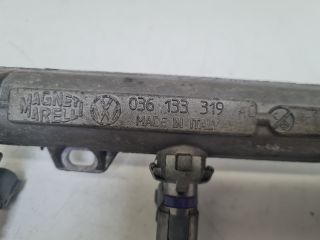 MAGNETI
MARELLI
036 133 319
MADE IN ITALY